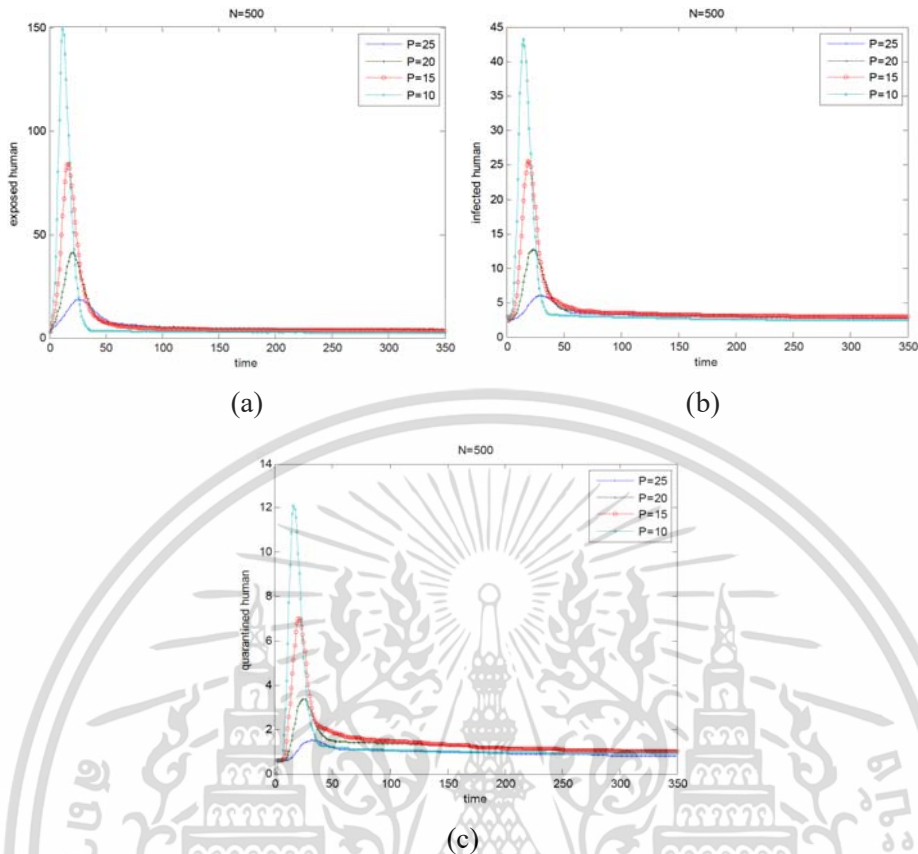 N=500
150
100
50
0
exposed human
0 50 100 150 200 250 300 350
time
P=25
P=20
P=15
P=10
(a)
N=500
45
40
35
30
25
20
15
10
5
0
infected human
0 50 100 150 200 250 300 350
time
P=25
P=20
P=15
P=10
(b)
N=500
14
12
10
8
6
4
2
0
quarantined human
0 50 100 150 200 250 300 350
time
P=25
P=20
P=15
P=10
(c)